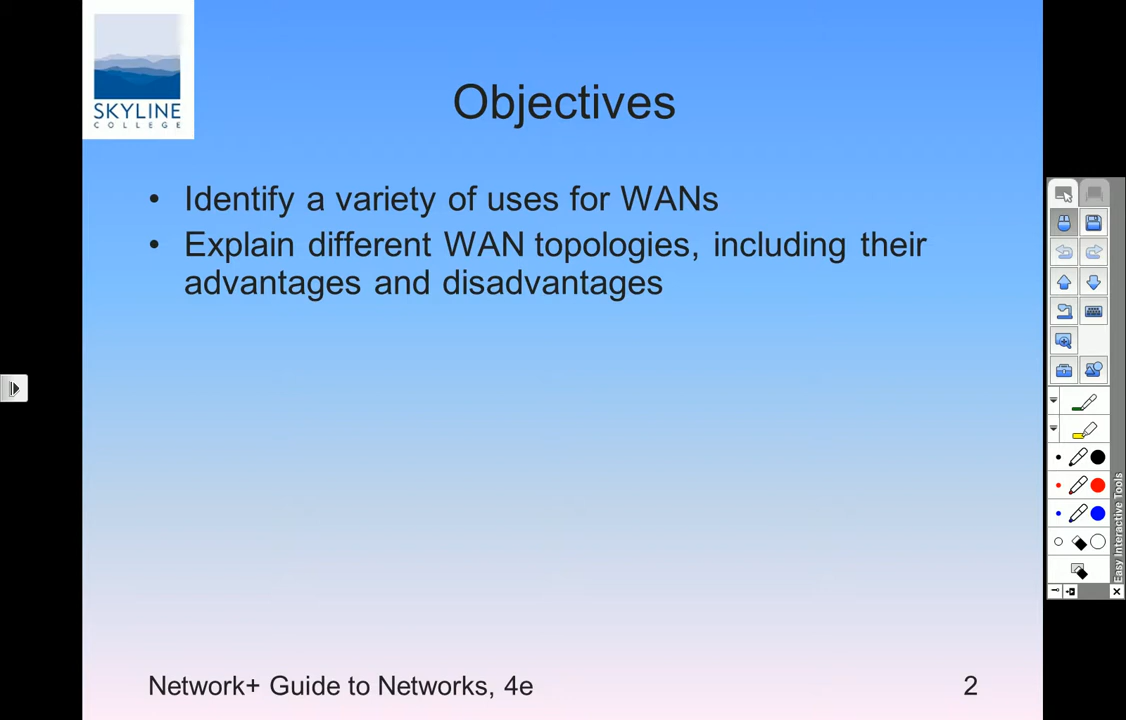 SKYLINE
COLLEGE
Objectives
• Identify a variety of uses for WANs
• Explain different WAN topologies, including their
advantages and disadvantages
Easy Interactive Tools
Network+ Guide to Networks, 4e
2